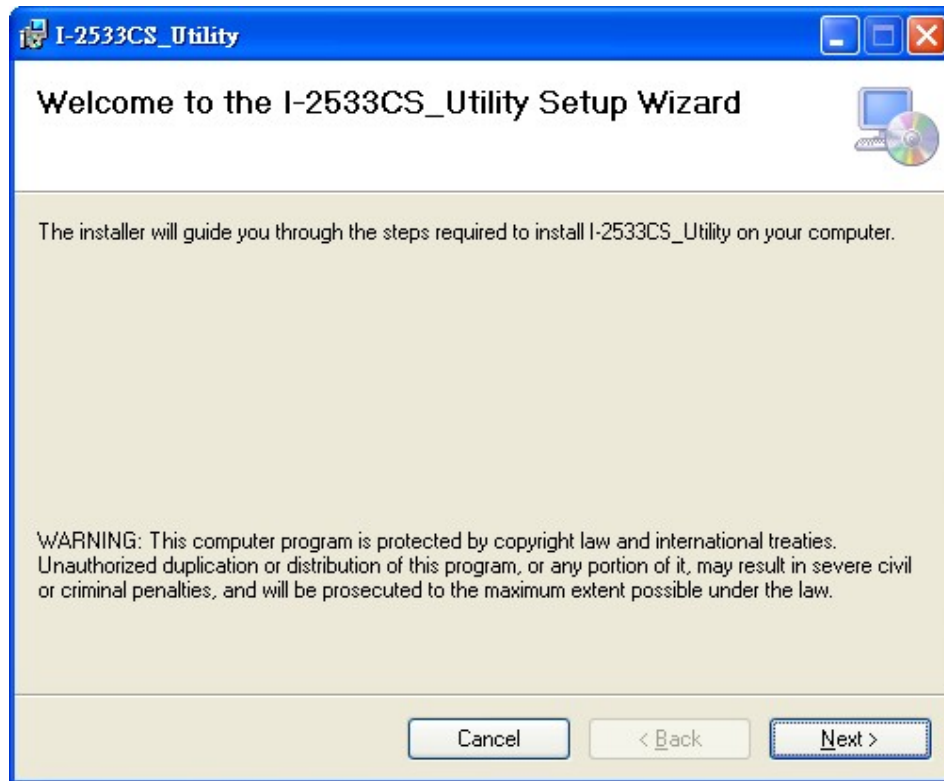 I-2533CS_Utility
Welcome to the I-2533CS_Utility Setup Wizard
The installer will guide you through the steps required to install I-2533CS_Utility on your computer.
WARNING: This computer program is protected by copyright law and international treaties.
Unauthorized duplication or distribution of this program, or any portion of it, may result in severe civil
or criminal penalties, and will be prosecuted to the maximum extent possible under the law.
Cancel
< Back
Next >